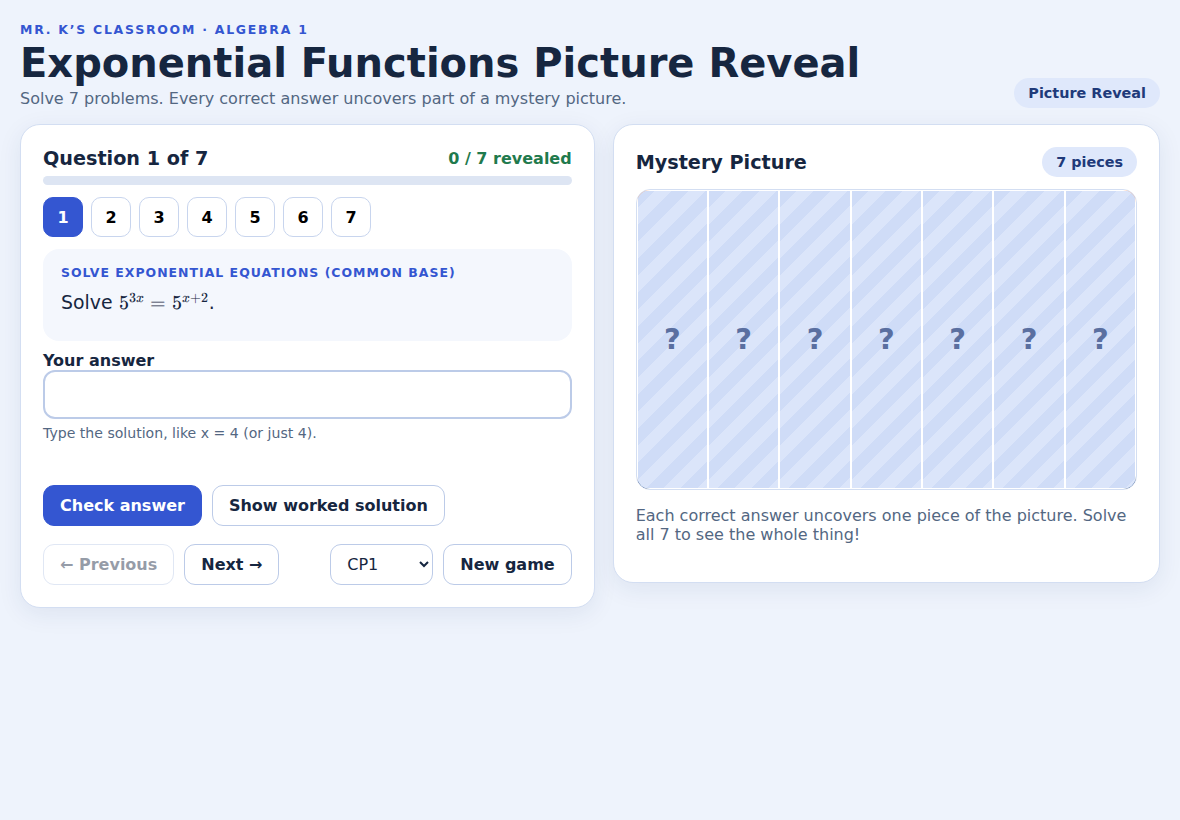 MR. K’S CLASSROOM · ALGEBRA 1
Exponential Functions Picture Reveal
Solve 7 problems. Every correct answer uncovers part of a mystery picture.
Picture Reveal
Question 1 of 7
0 / 7 revealed
1 2 3 4 5 6 7
SOLVE EXPONENTIAL EQUATIONS (COMMON BASE)
Solve 5^{3x} = 5^{x+2}.
Your answer
Type the solution, like x = 4 (or just 4).
Check answer
Show worked solution
← Previous
Next →
CP1
New game
Mystery Picture
7 pieces
? ? ? ? ? ? ?
Each correct answer uncovers one piece of the picture. Solve
all 7 to see the whole thing!